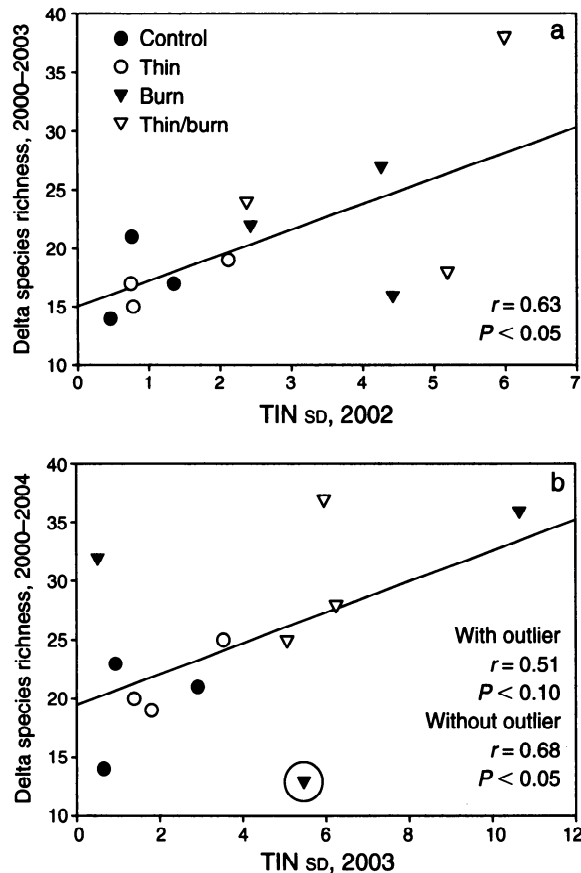 a
Control
Thin
Burn
Thin/burn
Delta species richness, 2000–2003
40
35
30
25
20
15
10
r = 0.63
P < 0.05
0 1 2 3 4 5 6 7
TIN SD, 2002
b
Delta species richness, 2000–2004
40
35
30
25
20
15
10
With outlier
r = 0.51
P < 0.10
Without outlier
r = 0.68
P < 0.05
0 2 4 6 8 10 12
TIN SD, 2003